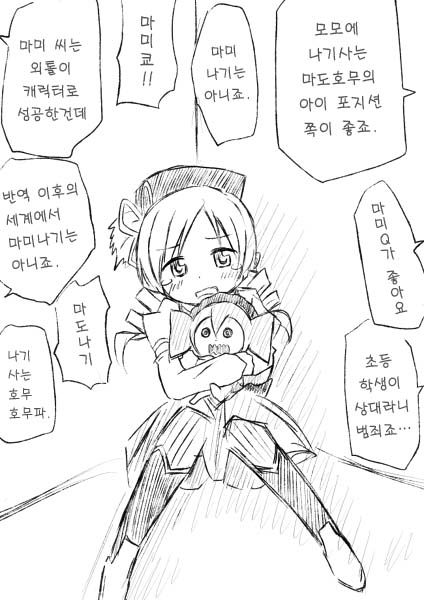 모모에
나기사는
마도호무의
아이 포지션
쪽이 좋죠.
마미
나기는
아니죠.
마미쿄!!
마미 씨는
외톨이
캐릭터로
성공한건데
마미Q가
좋아요
반역 이후의
세계에서
마미나기는
아니죠.
마도나기
초등
학생이
상대라니
범죄죠…
나기
사는
호무
호무파.